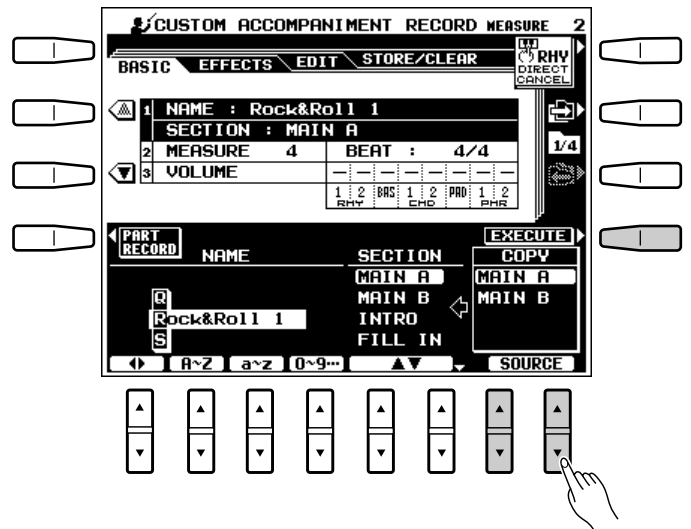 CUSTOM ACCOMPANIMENT RECORD MEASURE 2
BASIC EFFECTS EDIT STORE/CLEAR
RHY
DIRECT
CANCEL
1 NAME : Rock&Roll 1
SECTION : MAIN A
1/4
2 MEASURE 4 BEAT : 4/4
3 VOLUME
1 2 BAS 1 2 PAD 1 2
RHY CHD PHR
PART
RECORD
EXECUTE
NAME SECTION COPY
MAIN A MAIN A
Q MAIN B MAIN B
Rock&Roll 1 INTRO
S FILL IN
A~Z a~z 0~9… ▲▼ SOURCE